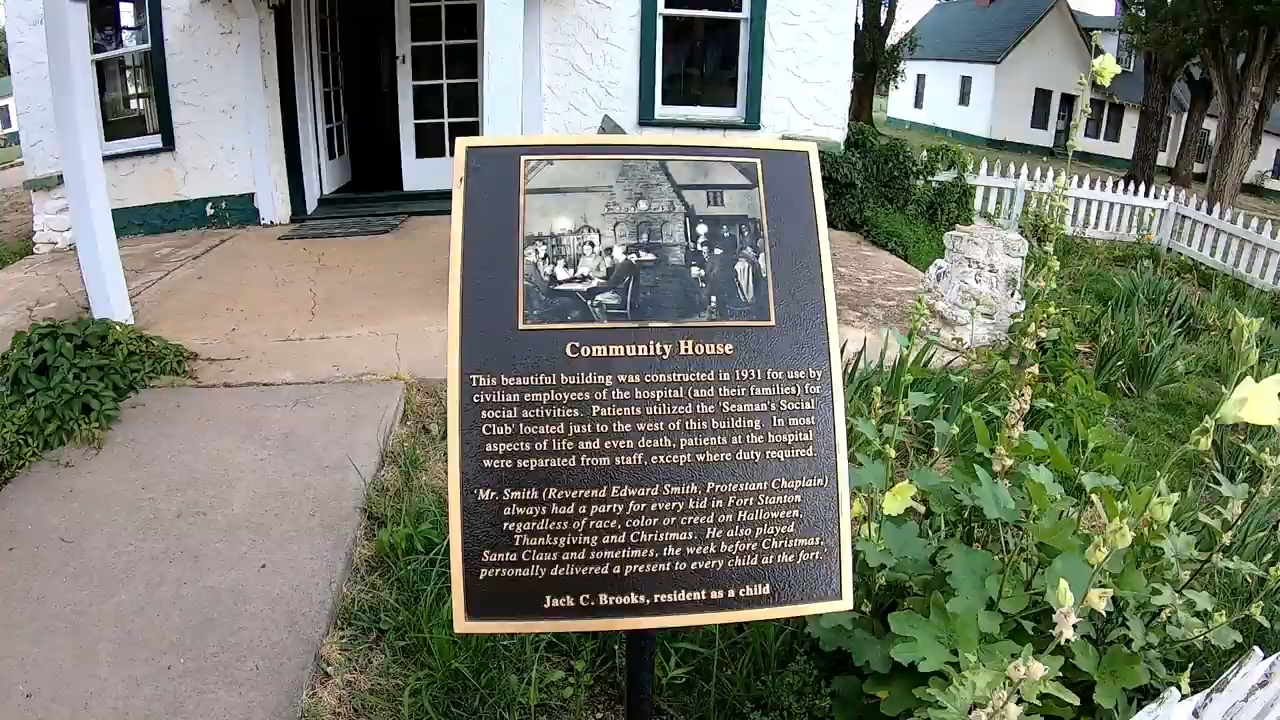 Community House
This beautiful building was constructed in 1931 for use by
civilian employees of the hospital (and their families) for
social activities. Patients utilized the 'Seaman's Social
Club' located just to the west of this building. In most
aspects of life and even death, patients at the hospital
were separated from staff, except where duty required.
'Mr. Smith (Reverend Edward Smith, Protestant Chaplain)
always had a party for every kid in Fort Stanton
regardless of race, color or creed on Halloween,
Thanksgiving and Christmas. He also played
Santa Claus and sometimes, the week before Christmas,
personally delivered a present to every child at the fort.'
Jack C. Brooks, resident as a child